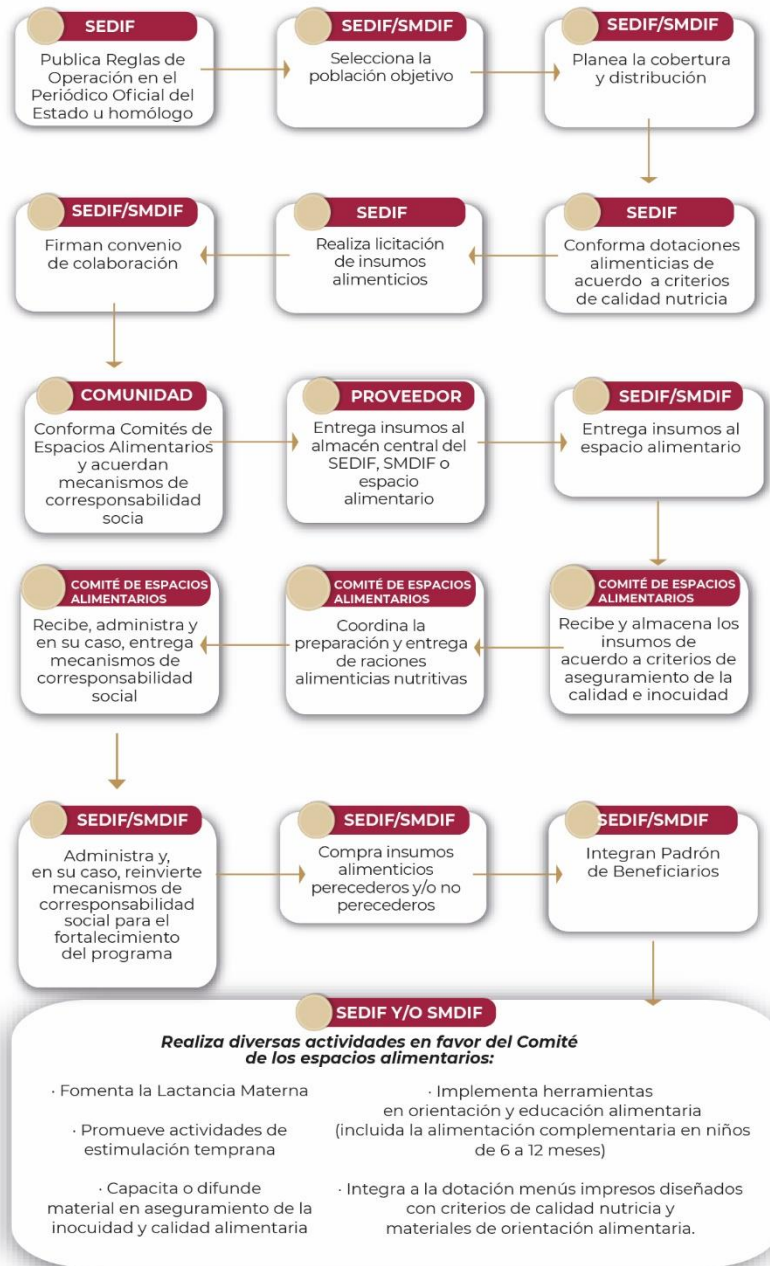 SEDIF
Publica Reglas de
Operación en el
Periódico Oficial del
Estado u homólogo
SEDIF/SMDIF
Selecciona la
población objetivo
SEDIF/SMDIF
Planea la cobertura
y distribución
SEDIF
Conforma dotaciones
alimenticias de
acuerdo a criterios
de calidad nutricia
SEDIF
Realiza licitación
de insumos
alimenticios
SEDIF/SMDIF
Firman convenio
de colaboración
COMUNIDAD
Conforma Comités de
Espacios Alimentarios
y acuerdan
mecanismos de
corresponsabilidad
socia
PROVEEDOR
Entrega insumos al
almacén central del
SEDIF, SMDIF o
espacio
alimentario
SEDIF/SMDIF
Entrega insumos al
espacio alimentario
COMITÉ DE ESPACIOS
ALIMENTARIOS
Recibe y almacena los
insumos de
acuerdo a criterios de
aseguramiento de la
calidad e inocuidad
COMITÉ DE ESPACIOS
ALIMENTARIOS
Coordina la
preparación y entrega
de raciones
alimenticias nutritivas
COMITÉ DE ESPACIOS
ALIMENTARIOS
Recibe, administra y
en su caso, entrega
mecanismos de
corresponsabilidad
social
SEDIF/SMDIF
Administra y,
en su caso, reinvierte
mecanismos de
corresponsabilidad
social para el
fortalecimiento
del programa
SEDIF/SMDIF
Compra insumos
alimenticios
perecederos y/o no
perecederos
SEDIF/SMDIF
Integran Padrón
de Beneficiarios
SEDIF Y/O SMDIF
Realiza diversas actividades en favor del Comité
de los espacios alimentarios:
· Fomenta la Lactancia Materna
· Promueve actividades de
estimulación temprana
· Capacita o difunde
material en aseguramiento de la
inocuidad y calidad alimentaria
· Implementa herramientas
en orientación y educación alimentaria
(incluida la alimentación complementaria en niños
de 6 a 12 meses)
· Integra a la dotación menús impresos diseñados
con criterios de calidad nutricia y
materiales de orientación alimentaria.